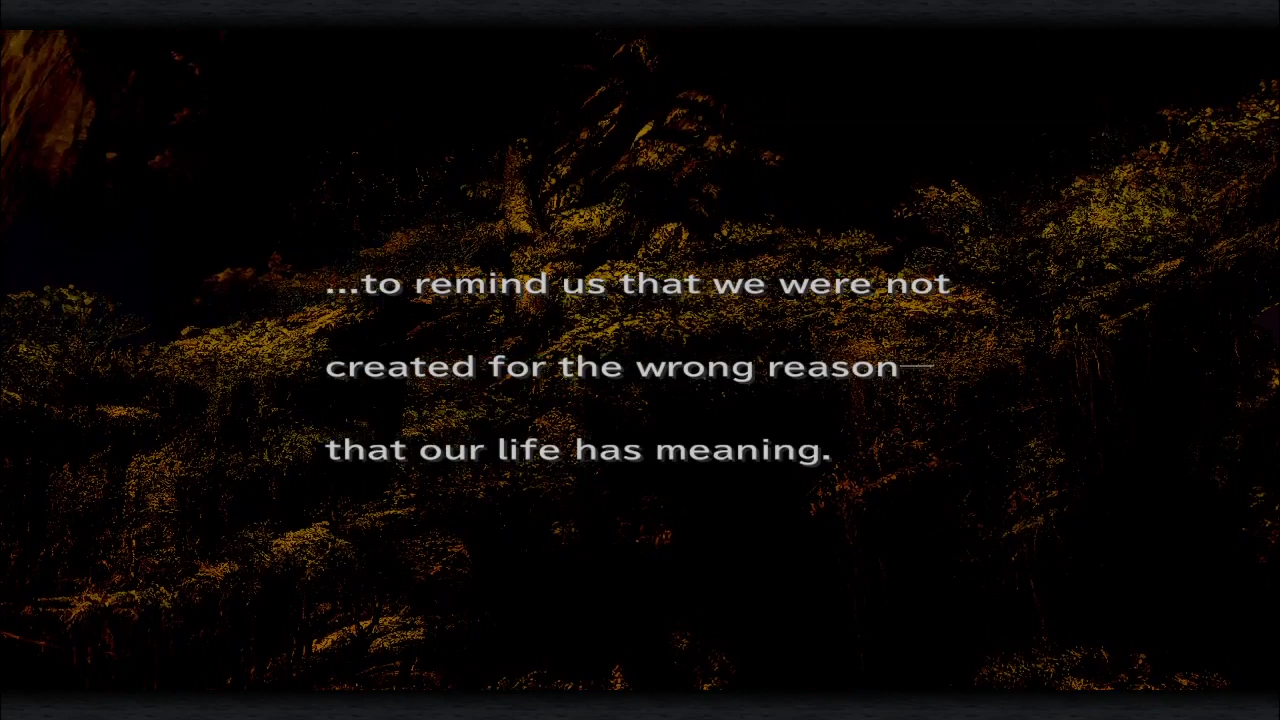 ...to remind us that we were not
created for the wrong reason―
that our life has meaning.